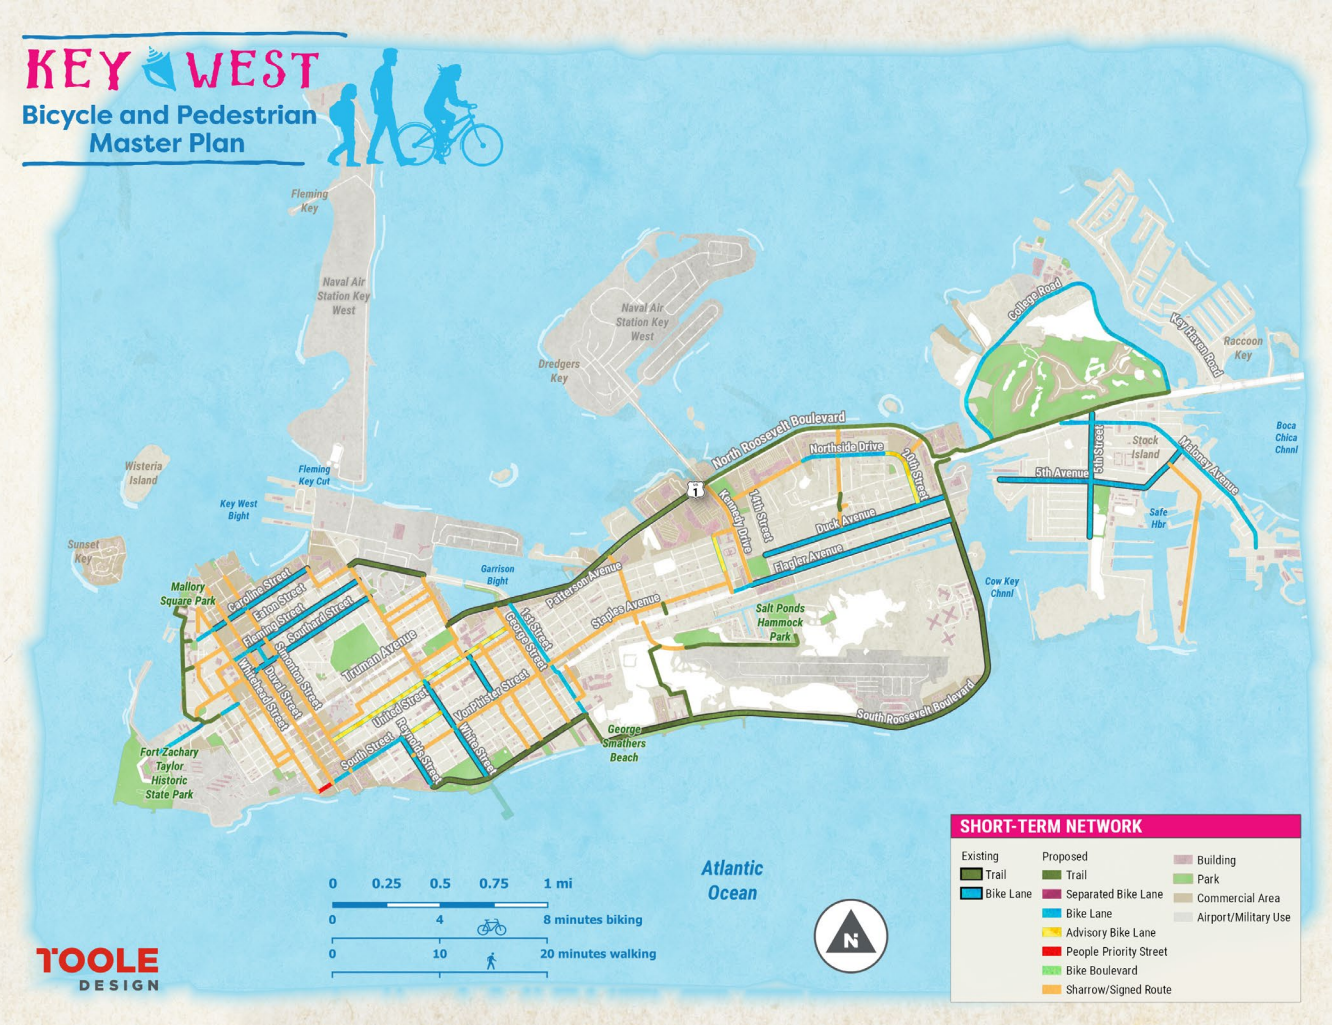 KEY WEST
Bicycle and Pedestrian
Master Plan
Fleming
Key
Naval Air
Station Key
West
Naval Air
Station Key
West
Dredgers
Key
College Road
Key Haven Road
Raccoon
Key
Boca
Chica
Chnnl
North Roosevelt Boulevard
Northside Drive
20th Street
US
1
Kennedy Drive
14th Street
Duck Avenue
Flagler Avenue
5th Street
5th Avenue
Stock
Island
Maloney Avenue
Safe
Hbr
Cow Key
Chnnl
Wisteria
Island
Fleming
Key Cut
Key West
Bight
Sunset
Key
Garrison
Bight
Mallory
Square Park
Caroline Street
Eaton Street
Fleming Street
Southard Street
Simonton Street
Duval Street
Whitehead Street
Truman Avenue
United Street
South Street
Reynolds Street
White Street
VonPhister Street
George Street
1st Street
Patterson Avenue
Staples Avenue
Salt Ponds
Hammock
Park
South Roosevelt Boulevard
George
Smathers
Beach
Fort Zachary
Taylor
Historic
State Park
Atlantic
Ocean
0 0.25 0.5 0.75 1 mi
0 4 8 minutes biking
0 10 20 minutes walking
N
TOOLE
DESIGN
SHORT-TERM NETWORK
Existing
Trail
Bike Lane
Proposed
Trail
Separated Bike Lane
Bike Lane
Advisory Bike Lane
People Priority Street
Bike Boulevard
Sharrow/Signed Route
Building
Park
Commercial Area
Airport/Military Use